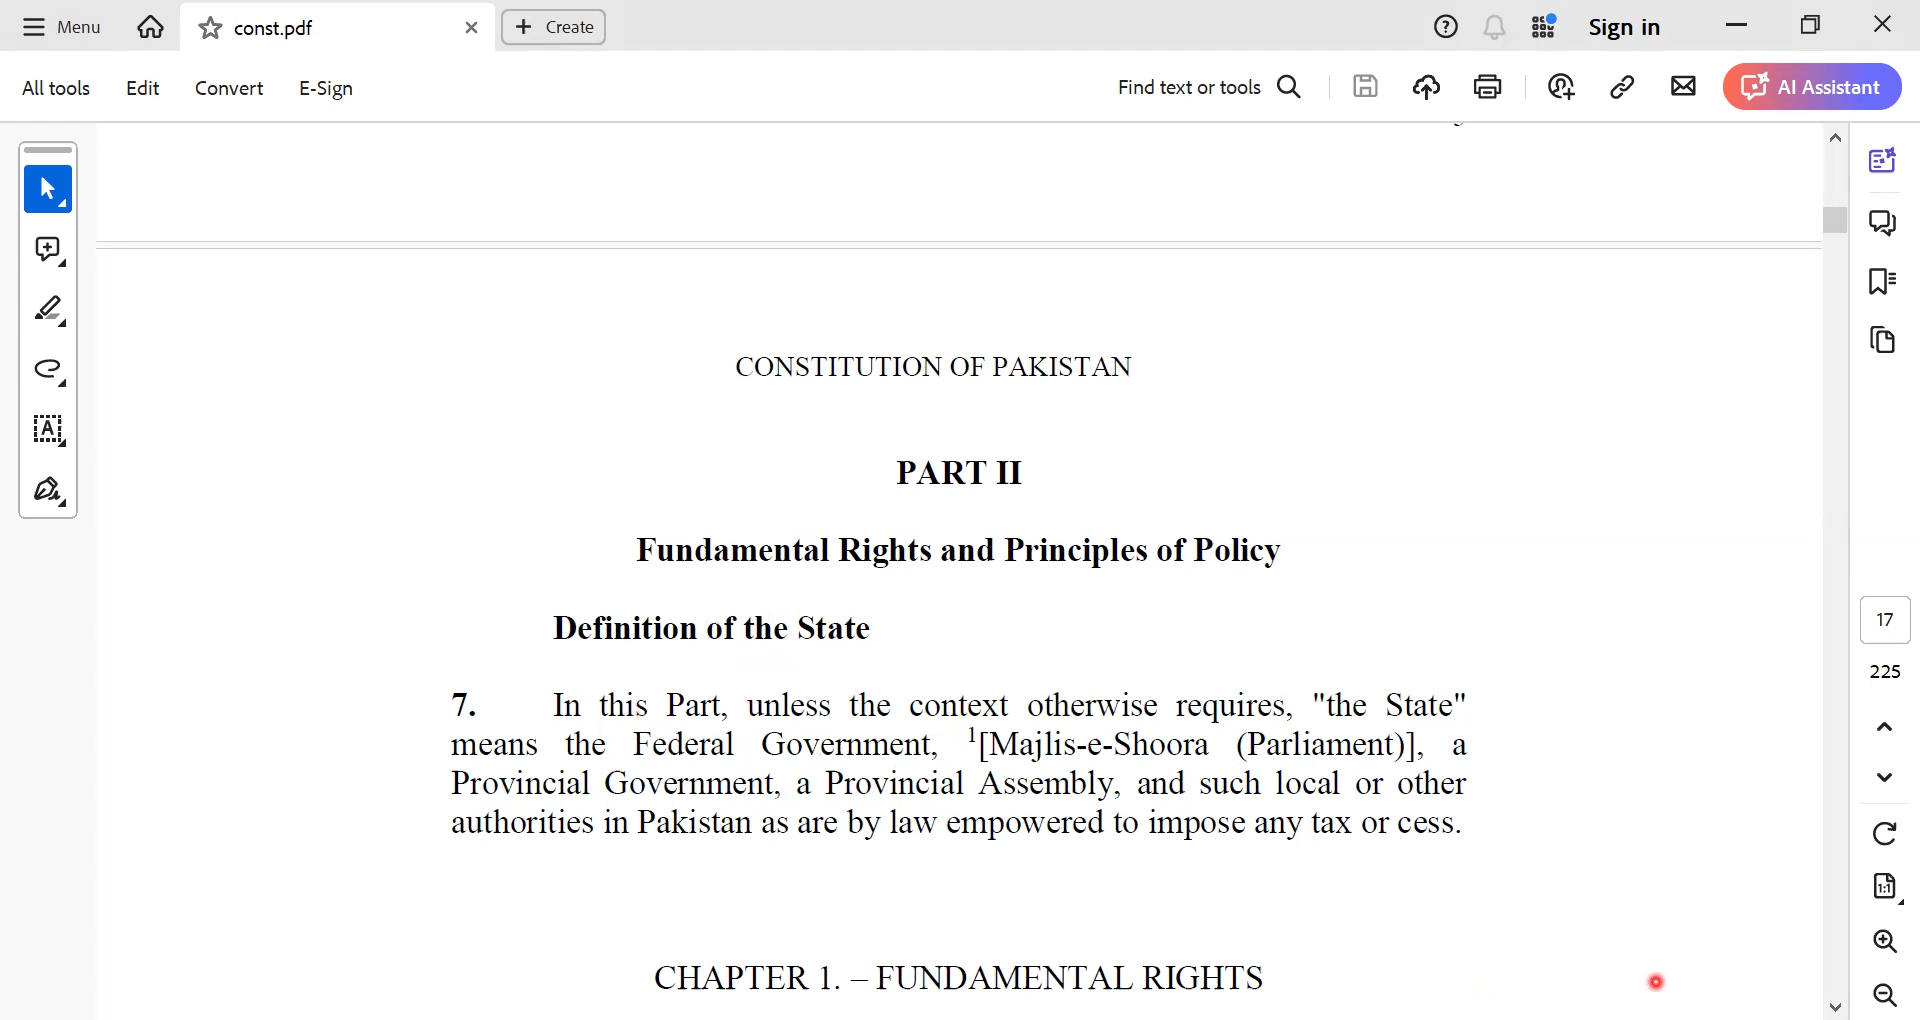 Menu
const.pdf
Create
Sign in
All tools
Edit
Convert
E-Sign
Find text or tools
AI Assistant
CONSTITUTION OF PAKISTAN
PART II
Fundamental Rights and Principles of Policy
Definition of the State
7. In this Part, unless the context otherwise requires, "the State"
means the Federal Government, ¹[Majlis-e-Shoora (Parliament)], a
Provincial Government, a Provincial Assembly, and such local or other
authorities in Pakistan as are by law empowered to impose any tax or cess.
CHAPTER 1. – FUNDAMENTAL RIGHTS
17
225